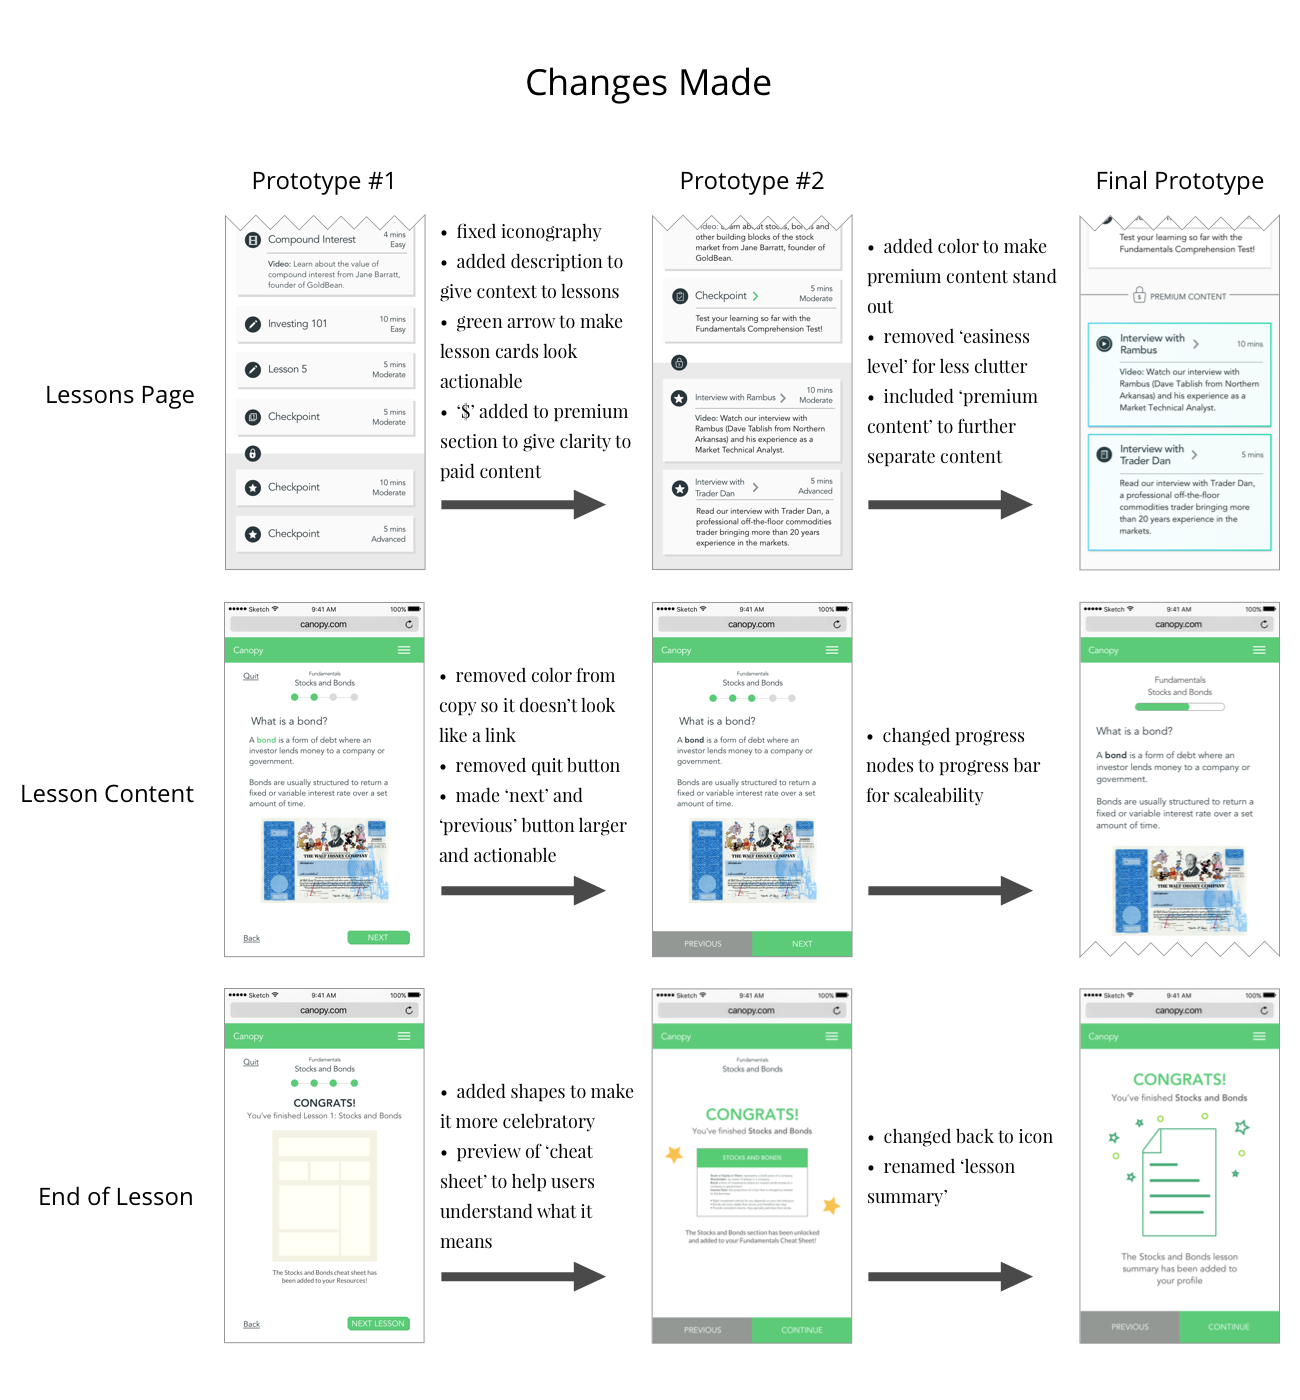 Changes Made
Prototype #1
Prototype #2
Final Prototype
Lessons Page
Compound Interest
4 mins
Easy
Video: Learn about the value of
compound interest from Jane Barratt,
founder of GoldBean.
Investing 101
10 mins
Easy
Lesson 5
5 mins
Moderate
Checkpoint
5 mins
Moderate
Checkpoint
10 mins
Moderate
Checkpoint
5 mins
Advanced
• fixed iconography
• added description to
give context to lessons
• green arrow to make
lesson cards look
actionable
• ‘$’ added to premium
section to give clarity to
paid content
other building blocks of the stock
market from Jane Barratt, founder of
GoldBean.
Checkpoint
5 mins
Moderate
Test your learning so far with the
Fundamentals Comprehension Test!
Interview with Rambus
10 mins
Moderate
Video: Watch our interview with
Rambus (Dave Tablish from Northern
Arkansas) and his experience as a
Market Technical Analyst.
Interview with
Trader Dan
5 mins
Advanced
Read our interview with Trader Dan, a
professional off-the-floor commodities
trader bringing more than 20 years
experience in the markets.
• added color to make
premium content stand
out
• removed ‘easiness
level’ for less clutter
• included ‘premium
content’ to further
separate content
Test your learning so far with the
Fundamentals Comprehension Test!
$ PREMIUM CONTENT
Interview with
Rambus
10 mins
Video: Watch our interview with
Rambus (Dave Tablish from Northern
Arkansas) and his experience as a
Market Technical Analyst.
Interview with
Trader Dan
5 mins
Read our interview with Trader Dan,
a professional off-the-floor
commodities trader bringing more
than 20 years experience in the
markets.
Lesson Content
Sketch 9:41 AM 100%
canopy.com
Canopy
Quit
Fundamentals
Stocks and Bonds
What is a bond?
A bond is a form of debt where an
investor lends money to a company or
government.
Bonds are usually structured to return a
fixed or variable interest rate over a set
amount of time.
THE WALT DISNEY COMPANY
Back
NEXT
• removed color from
copy so it doesn’t look
like a link
• removed quit button
• made ‘next’ and
‘previous’ button larger
and actionable
Sketch 9:41 AM 100%
canopy.com
Canopy
Fundamentals
Stocks and Bonds
What is a bond?
A bond is a form of debt where an
investor lends money to a company or
government.
Bonds are usually structured to return a
fixed or variable interest rate over a set
amount of time.
THE WALT DISNEY COMPANY
PREVIOUS
NEXT
• changed progress
nodes to progress bar
for scaleability
Sketch 9:41 AM 100%
canopy.com
Canopy
Fundamentals
Stocks and Bonds
What is a bond?
A bond is a form of debt where an
investor lends money to a company or
government.
Bonds are usually structured to return a
fixed or variable interest rate over a set
amount of time.
THE WALT DISNEY COMPANY
End of Lesson
Sketch 9:41 AM 100%
canopy.com
Canopy
Quit
Fundamentals
Stocks and Bonds
CONGRATS!
You've finished Lesson 1: Stocks and Bonds
The Stocks and Bonds cheat sheet has
been added to your Resources!
Back
NEXT LESSON
• added shapes to make
it more celebratory
• preview of ‘cheat
sheet’ to help users
understand what it
means
Sketch 9:41 AM 100%
canopy.com
Canopy
Fundamentals
Stocks and Bonds
CONGRATS!
You've finished Stocks and Bonds
STOCKS AND BONDS
The Stocks and Bonds section has been unlocked
and added to your Fundamentals Cheat Sheet!
PREVIOUS
CONTINUE
• changed back to icon
• renamed ‘lesson
summary’
Sketch 9:41 AM 100%
canopy.com
Canopy
CONGRATS!
You've finished Stocks and Bonds
The Stocks and Bonds lesson
summary has been added to
your profile
PREVIOUS
CONTINUE